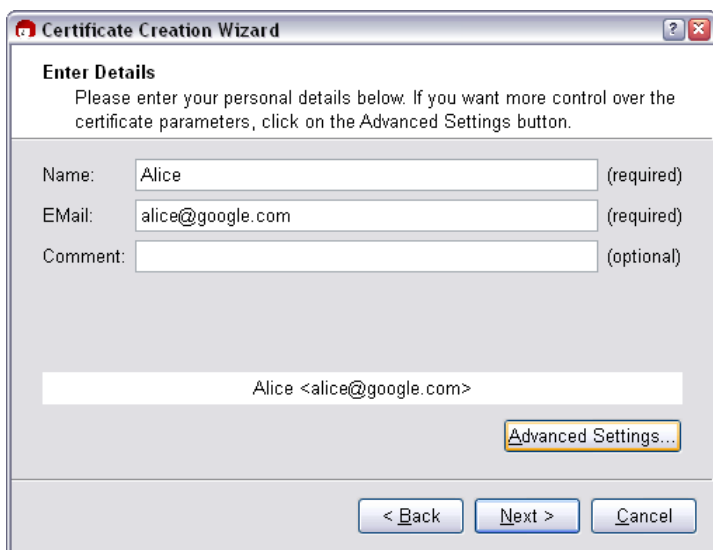 Certificate Creation Wizard
Enter Details
Please enter your personal details below. If you want more control over the
certificate parameters, click on the Advanced Settings button.
Name: Alice (required)
EMail: alice@google.com (required)
Comment: (optional)
Alice <alice@google.com>
Advanced Settings...
< Back Next > Cancel